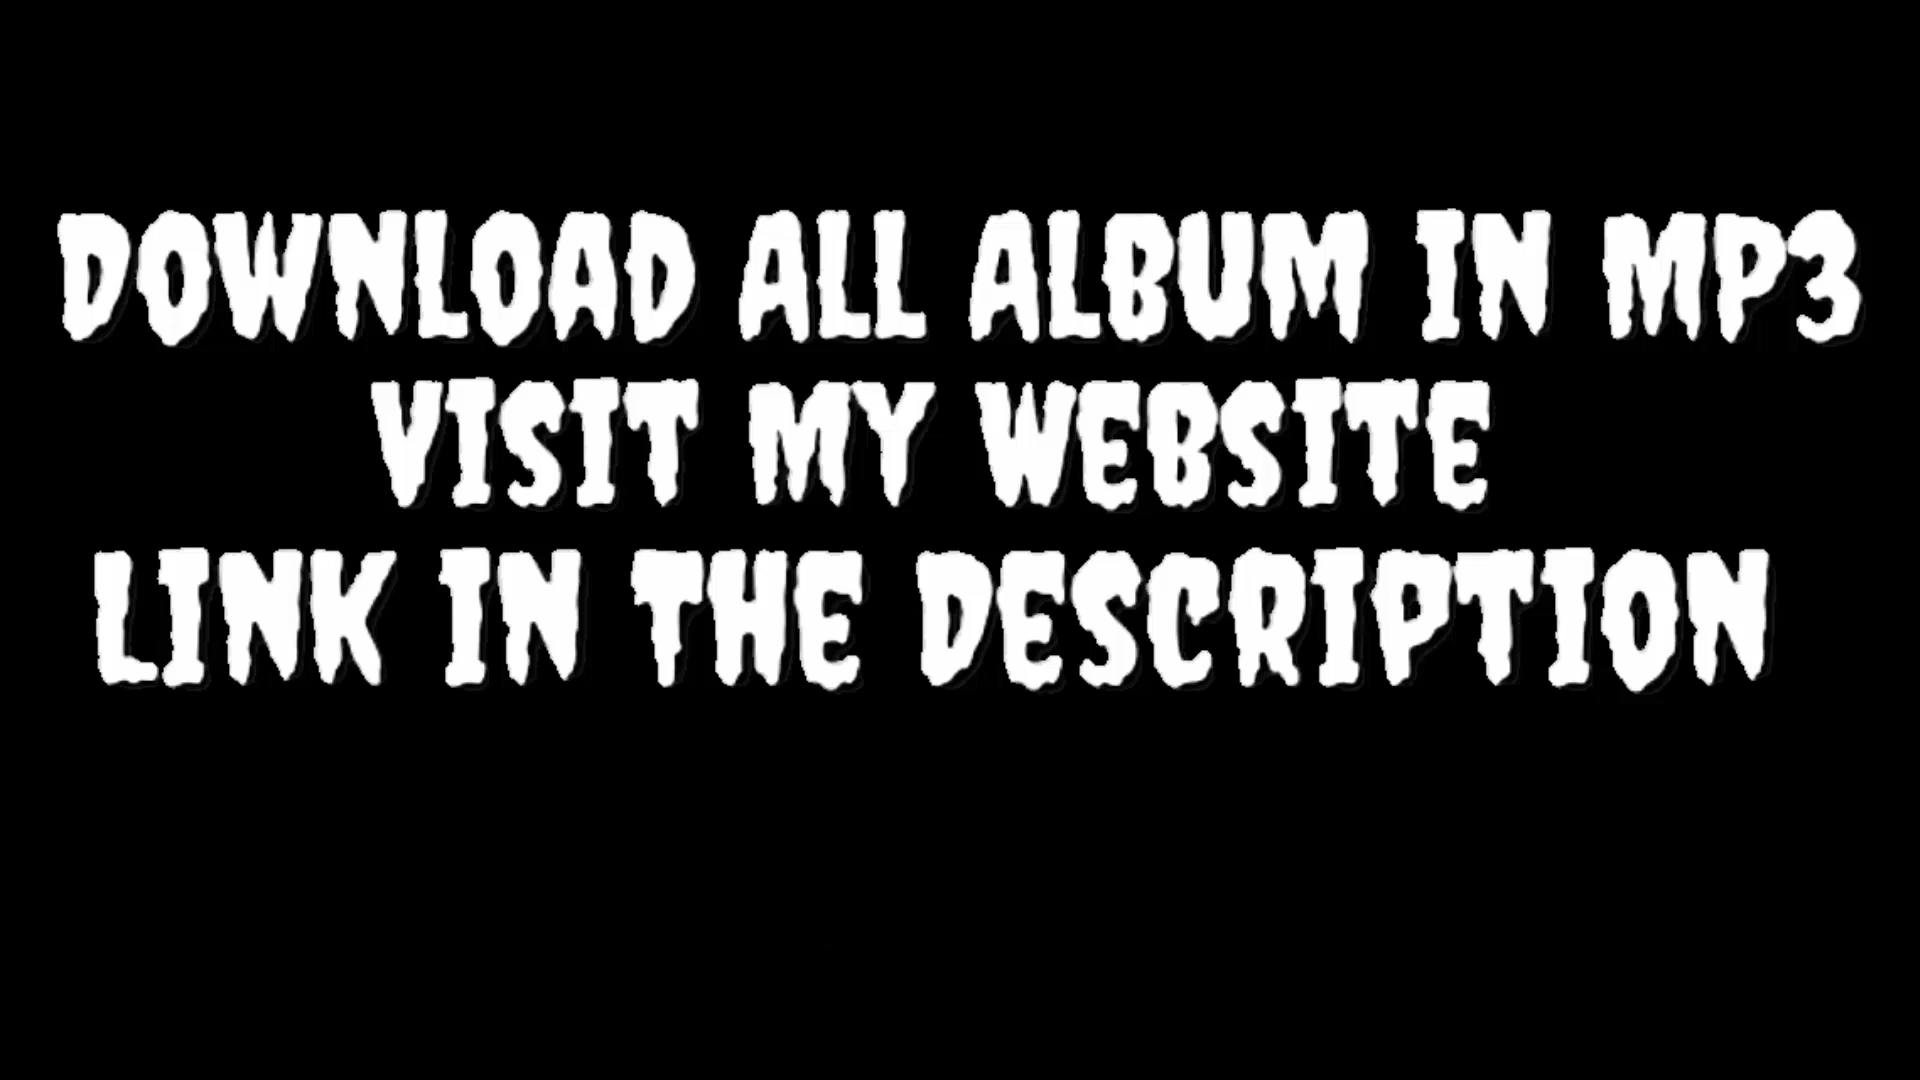 DOWNLOAD ALL ALBUM IN MP3
VISIT MY WEBSITE
LINK IN THE DESCRIPTION